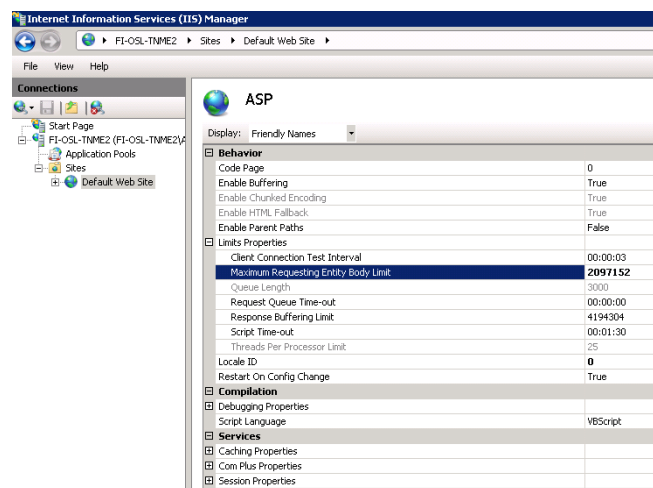 Internet Information Services (IIS) Manager
FI-OSL-TNME2 Sites Default Web Site
File View Help
Connections
Start Page
FI-OSL-TNME2 (FI-OSL-TNME2\A
Application Pools
Sites
Default Web Site
ASP
Display: Friendly Names
Behavior
Code Page 0
Enable Buffering True
Enable Chunked Encoding True
Enable HTML Fallback True
Enable Parent Paths False
Limits Properties
Client Connection Test Interval 00:00:03
Maximum Requesting Entity Body Limit 2097152
Queue Length 3000
Request Queue Time-out 00:00:00
Response Buffering Limit 4194304
Script Time-out 00:01:30
Threads Per Processor Limit 25
Locale ID 0
Restart On Config Change True
Compilation
Debugging Properties
Script Language VBScript
Services
Caching Properties
Com Plus Properties
Session Properties